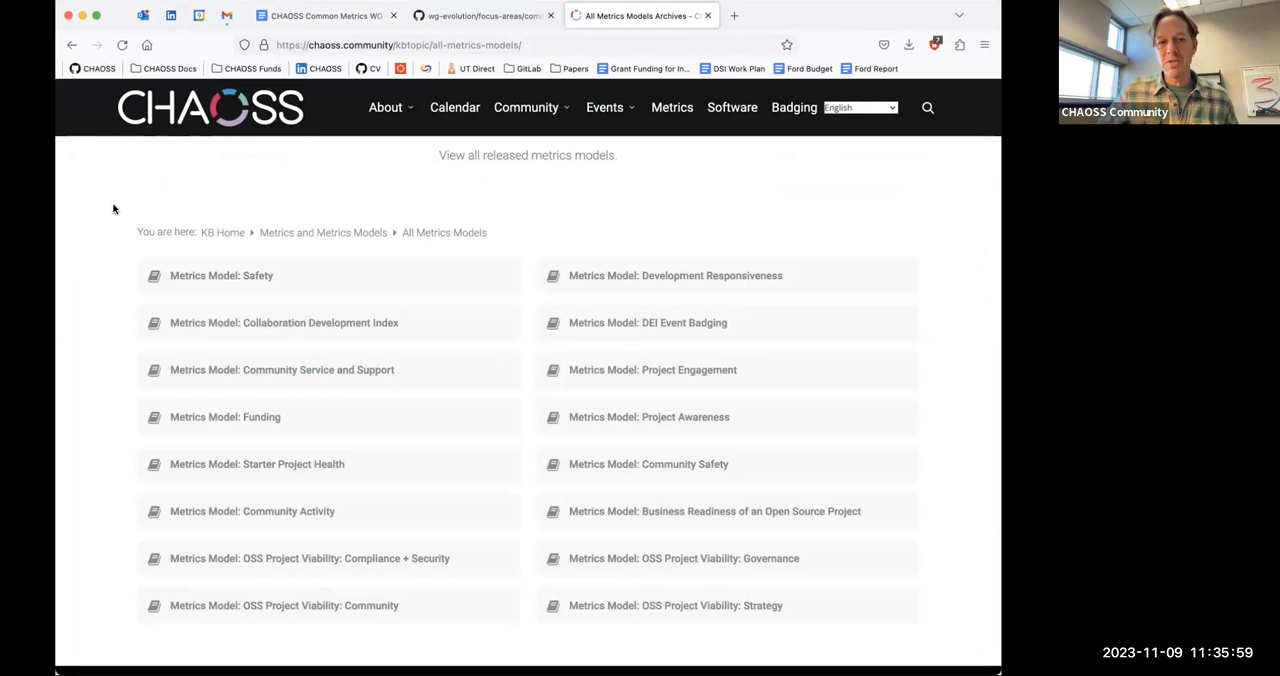 CHAOSS Common Metrics WG
wg-evolution/focus-areas/com
All Metrics Models Archives - C
https://chaoss.community/kbtopic/all-metrics-models/
7
CHAOSS
CHAOSS Docs
CHAOSS Funds
CHAOSS
CV
UT Direct
GitLab
Papers
Grant Funding for In...
DSI Work Plan
Ford Budget
Ford Report
CHAOSS
About
Calendar
Community
Events
Metrics
Software
Badging
English
View all released metrics models.
You are here: KB Home Metrics and Metrics Models All Metrics Models
Metrics Model: Safety
Metrics Model: Development Responsiveness
Metrics Model: Collaboration Development Index
Metrics Model: DEI Event Badging
Metrics Model: Community Service and Support
Metrics Model: Project Engagement
Metrics Model: Funding
Metrics Model: Project Awareness
Metrics Model: Starter Project Health
Metrics Model: Community Safety
Metrics Model: Community Activity
Metrics Model: Business Readiness of an Open Source Project
Metrics Model: OSS Project Viability: Compliance + Security
Metrics Model: OSS Project Viability: Governance
Metrics Model: OSS Project Viability: Community
Metrics Model: OSS Project Viability: Strategy
CHAOSS Community
2023-11-09 11:35:59